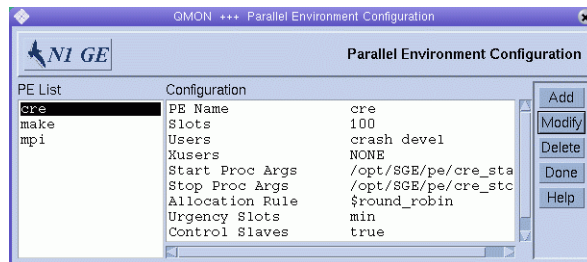 QMON +++ Parallel Environment Configuration
N1 GE
Parallel Environment Configuration
PE List
cre
make
mpi
Configuration
PE Name cre
Slots 100
Users crash devel
Xusers NONE
Start Proc Args /opt/SGE/pe/cre_sta
Stop Proc Args /opt/SGE/pe/cre_stc
Allocation Rule $round_robin
Urgency Slots min
Control Slaves true
Add
Modify
Delete
Done
Help